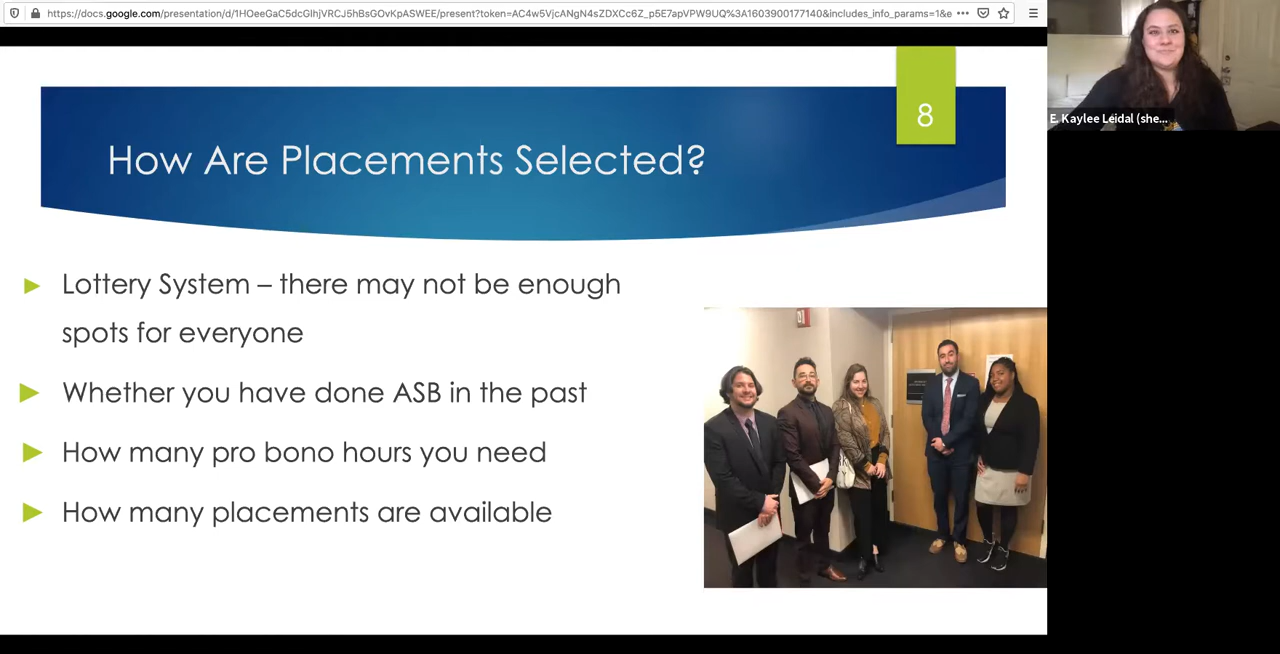 https://docs.google.com/presentation/d/1HOeeGaC5dcGlhjVRCJ5hBsGOvKpASWEE/present?token=AC4w5VjcANgN4sZDXCc6Z_p5E7apVPW9UQ%3A1603900177140&includes_info_params=1&e
E. Kaylee Leidal (she...
8
How Are Placements Selected?
Lottery System – there may not be enough
spots for everyone
Whether you have done ASB in the past
How many pro bono hours you need
How many placements are available